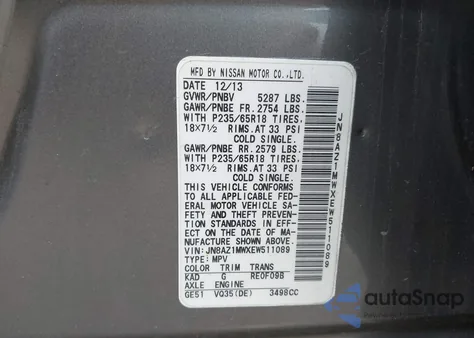 MFD BY NISSAN MOTOR CO.,LTD.
DATE 12/13
GVWR/PNBV 5287 LBS.
GAWR/PNBE FR. 2754 LBS.
WITH P235/65R18 TIRES.
18×7½ RIMS. AT 33 PSI
COLD SINGLE.
GAWR/PNBE RR. 2579 LBS.
WITH P235/65R18 TIRES.
18×7½ RIMS. AT 33 PSI
COLD SINGLE.
THIS VEHICLE CONFORMS
TO ALL APPLICABLE FED-
ERAL MOTOR VEHICLE SA-
FETY AND THEFT PREVEN-
TION STANDARDS IN EFF-
ECT ON THE DATE OF MA-
NUFACTURE SHOWN ABOVE.
VIN: JN8AZ1MWXEW511089
TYPE: MPV
COLOR TRIM TRANS
KAD G RE0F09B
AXLE ENGINE
GE51 VQ35(DE) 3498CC
JN8AZ1MWXEW511089
autoSnap